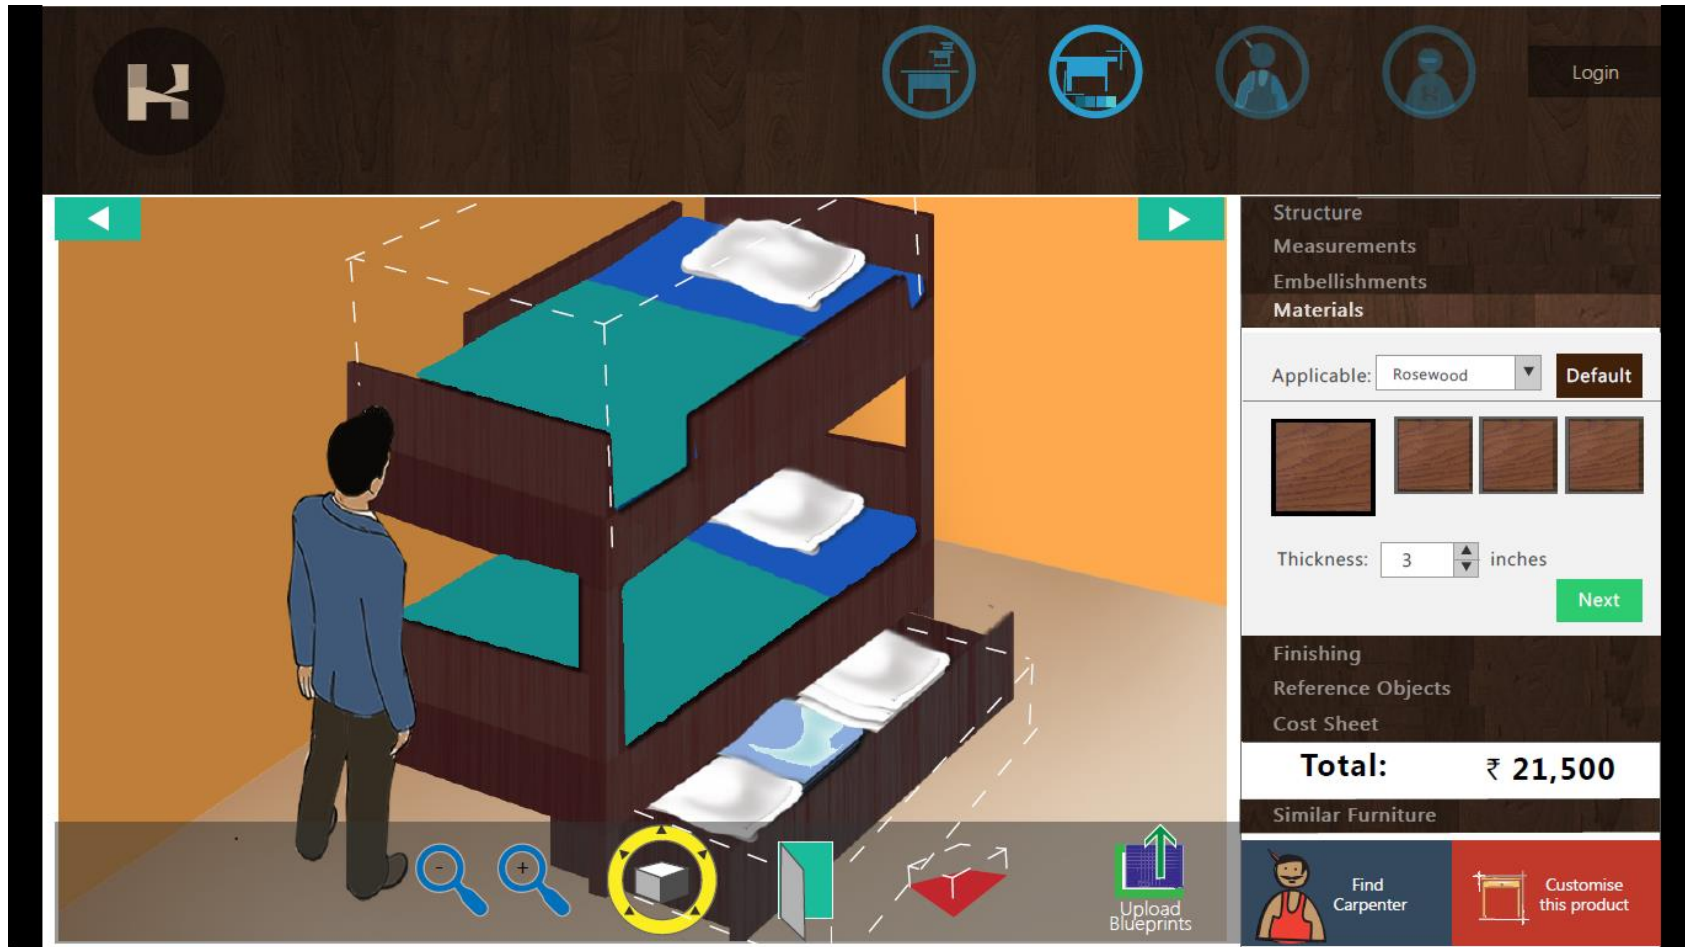 Login
Structure
Measurements
Embellishments
Materials
Applicable: Rosewood Default
Thickness: 3 inches
Next
Finishing
Reference Objects
Cost Sheet
Total: ₹ 21,500
Similar Furniture
Find
Carpenter
Customise
this product
- +
Upload
Blueprints